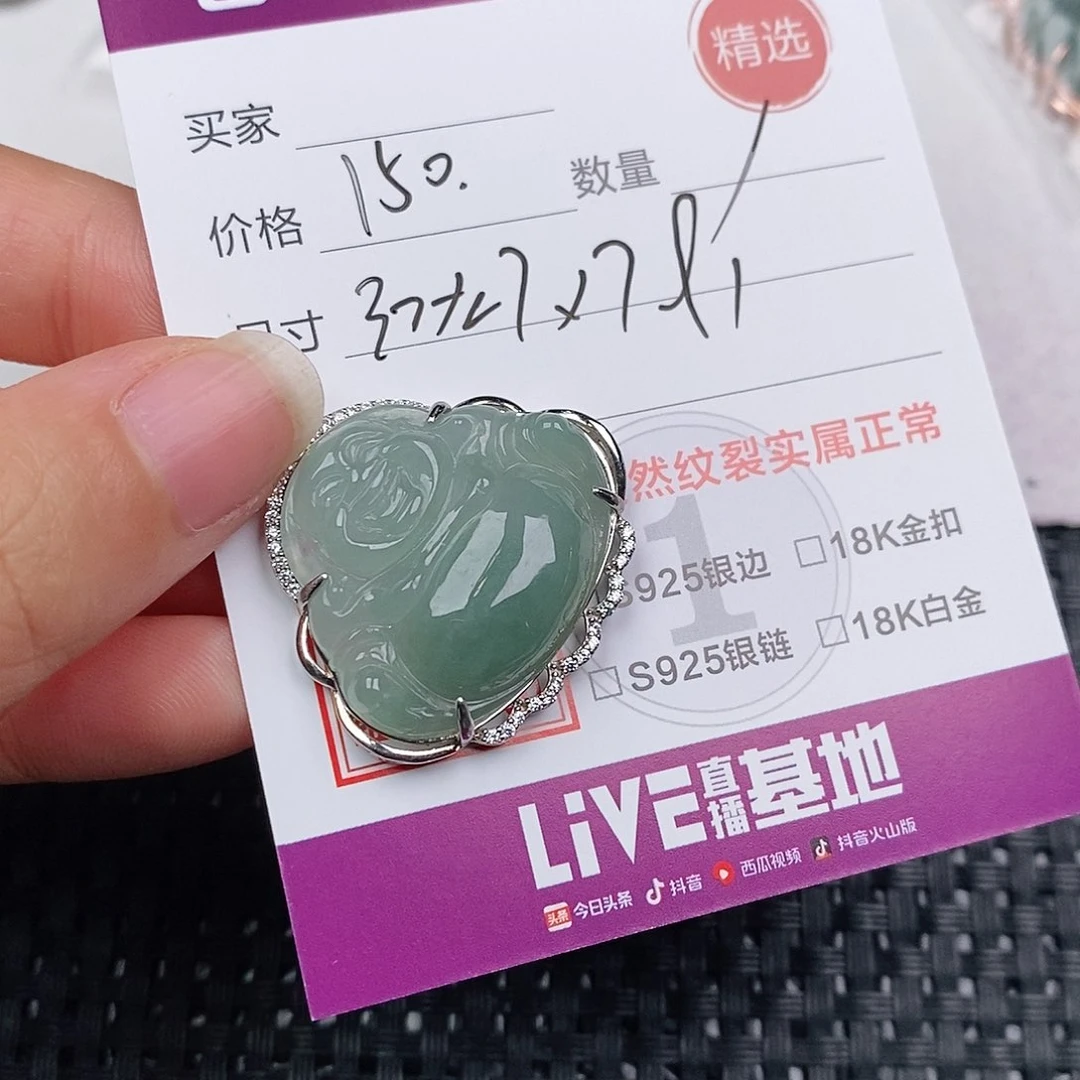 精选
买家
价格 150. 数量
尺寸
然纹裂实属正常
1
S925银边 □18K金扣
□S925银链 □18K白金
LiVE直播基地
头条 今日头条 抖音 西瓜视频 抖音火山版